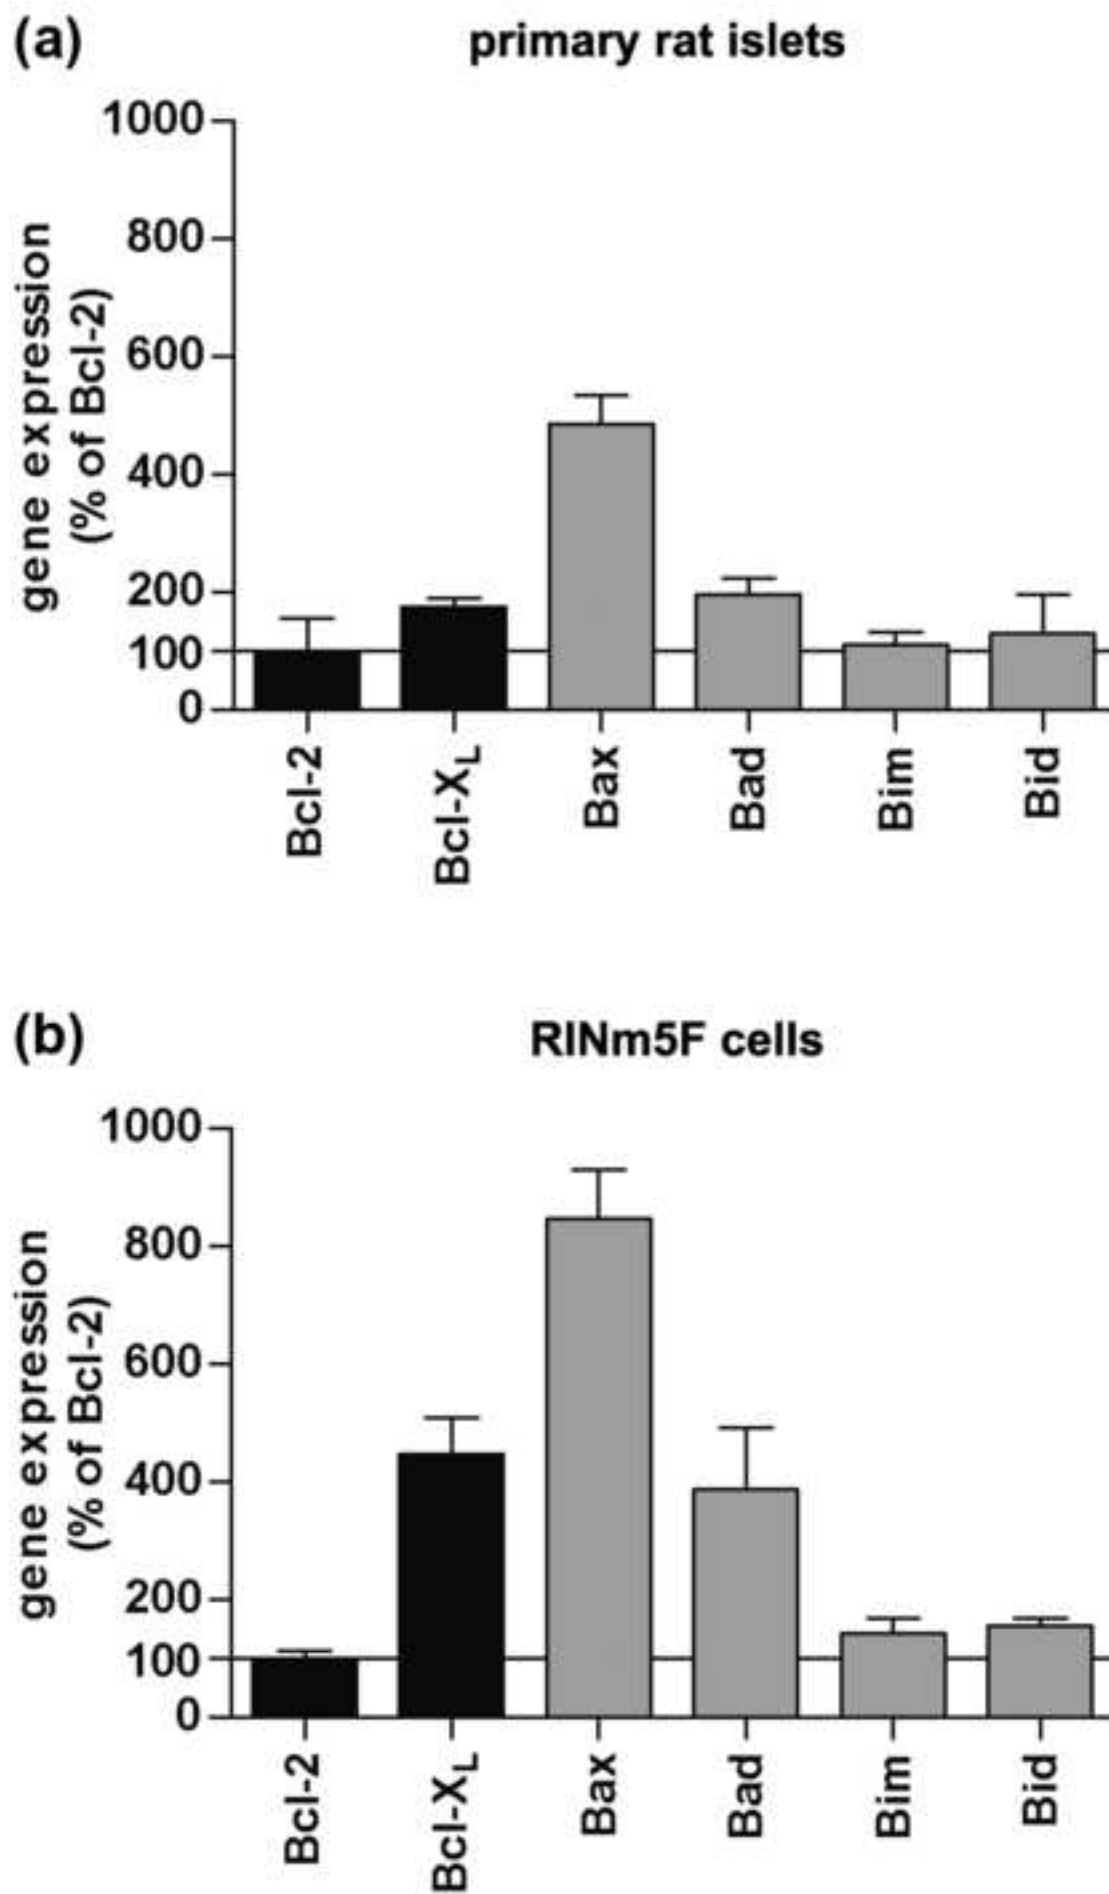 (a)
primary rat islets
gene expression
(% of Bcl-2)
1000
800
600
400
200
100
0
Bcl-2
Bcl-XL
Bax
Bad
Bim
Bid
(b)
RINm5F cells
gene expression
(% of Bcl-2)
1000
800
600
400
200
100
0
Bcl-2
Bcl-XL
Bax
Bad
Bim
Bid